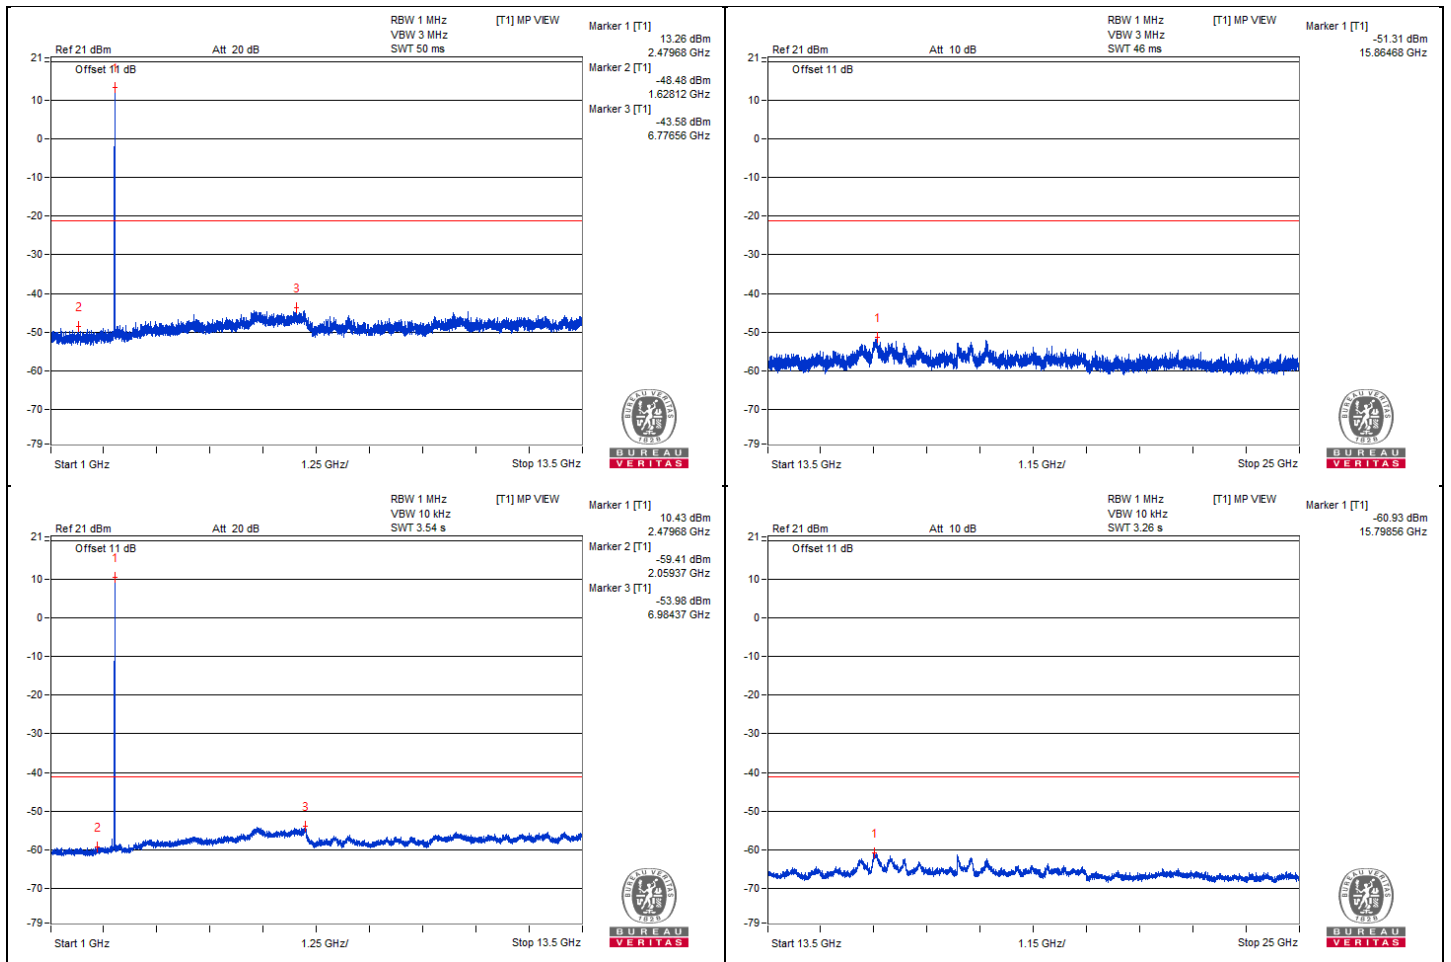 RBW 1 MHz [T1] MP VIEW
VBW 3 MHz
Ref 21 dBm Att 20 dB SWT 50 ms
Marker 1 [T1]
13.26 dBm
2.47968 GHz
Marker 2 [T1]
-48.48 dBm
1.62812 GHz
Marker 3 [T1]
-43.58 dBm
6.77656 GHz
21
Offset 11 dB
1
10
0
-10
-20
-30
-40
-50
-60
-70
-79
2
3
Start 1 GHz 1.25 GHz/ Stop 13.5 GHz
BUREAU VERITAS
1828
BUREAU
VERITAS
RBW 1 MHz [T1] MP VIEW
VBW 3 MHz
Ref 21 dBm Att 10 dB SWT 46 ms
Marker 1 [T1]
-51.31 dBm
15.86468 GHz
21
Offset 11 dB
10
0
-10
-20
-30
-40
-50
-60
-70
-79
1
Start 13.5 GHz 1.15 GHz/ Stop 25 GHz
BUREAU VERITAS
1828
BUREAU
VERITAS
RBW 1 MHz [T1] MP VIEW
VBW 10 kHz
Ref 21 dBm Att 20 dB SWT 3.54 s
Marker 1 [T1]
10.43 dBm
2.47968 GHz
Marker 2 [T1]
-59.41 dBm
2.05937 GHz
Marker 3 [T1]
-53.98 dBm
6.98437 GHz
21
Offset 11 dB
1
10
0
-10
-20
-30
-40
-50
-60
-70
-79
2
3
Start 1 GHz 1.25 GHz/ Stop 13.5 GHz
BUREAU VERITAS
1828
BUREAU
VERITAS
RBW 1 MHz [T1] MP VIEW
VBW 10 kHz
Ref 21 dBm Att 10 dB SWT 3.26 s
Marker 1 [T1]
-60.93 dBm
15.79856 GHz
21
Offset 11 dB
10
0
-10
-20
-30
-40
-50
-60
-70
-79
1
Start 13.5 GHz 1.15 GHz/ Stop 25 GHz
BUREAU VERITAS
1828
BUREAU
VERITAS